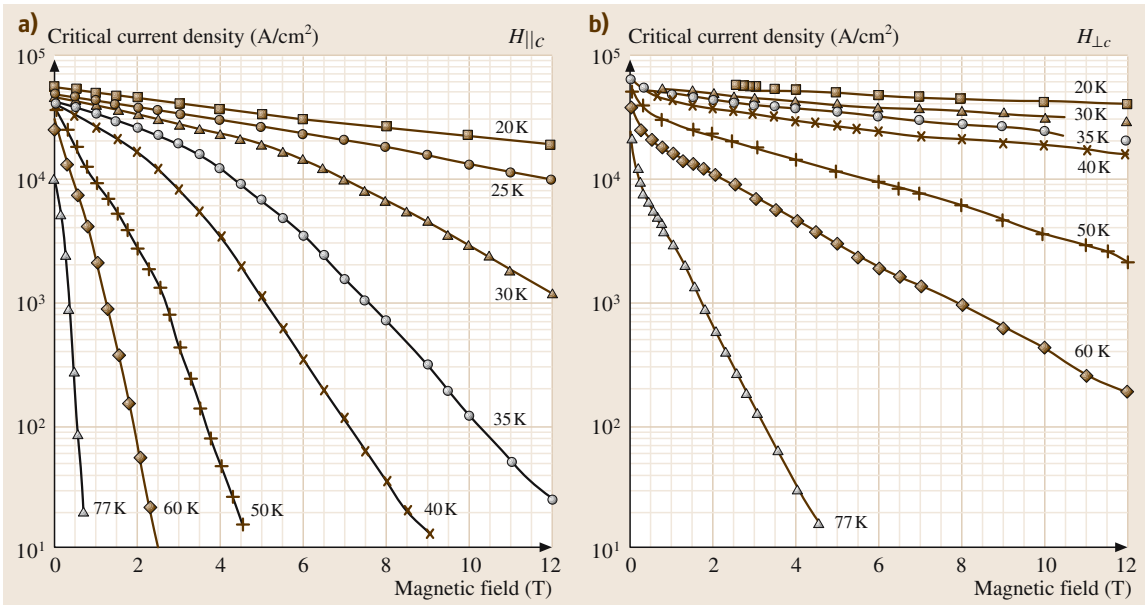 a) Critical current density (A/cm²) H||c
10⁵
10⁴
10³
10²
10¹
20 K
25 K
30 K
35 K
40 K
50 K
60 K
77 K
0 2 4 6 8 10 12
Magnetic field (T)
b) Critical current density (A/cm²) H⊥c
10⁵
10⁴
10³
10²
10¹
20 K
30 K
35 K
40 K
50 K
60 K
77 K
0 2 4 6 8 10 12
Magnetic field (T)